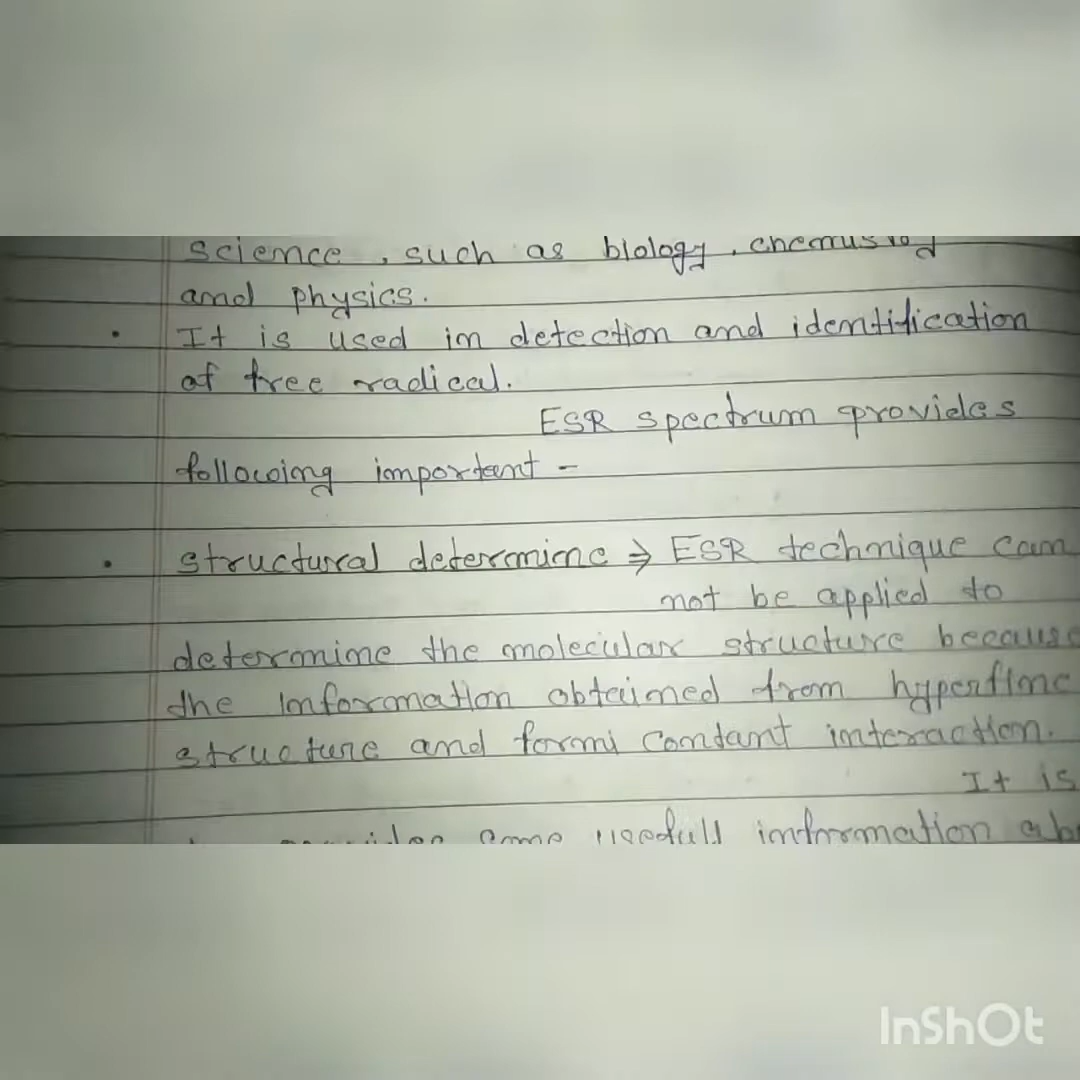 science, such as biology, chemistry
and physics.
• It is used in detection and identification
of free radical.
ESR spectrum provides
following important -
• structural determine ⇒ ESR technique can
not be applied to
determine the molecular structure because
the information obtained from hyperfine
structure and formi contant interaction.
It is
usefull information
InShOt